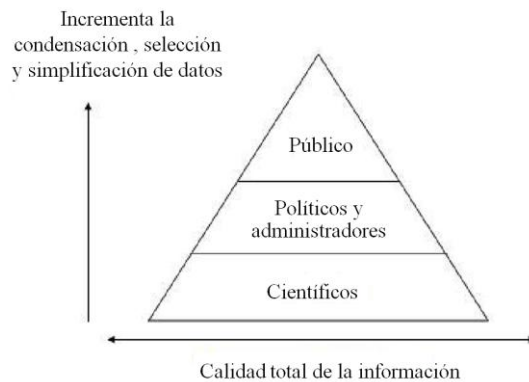 Incrementa la
condensación , selección
y simplificación de datos
Público
Políticos y
administradores
Científicos
Calidad total de la información